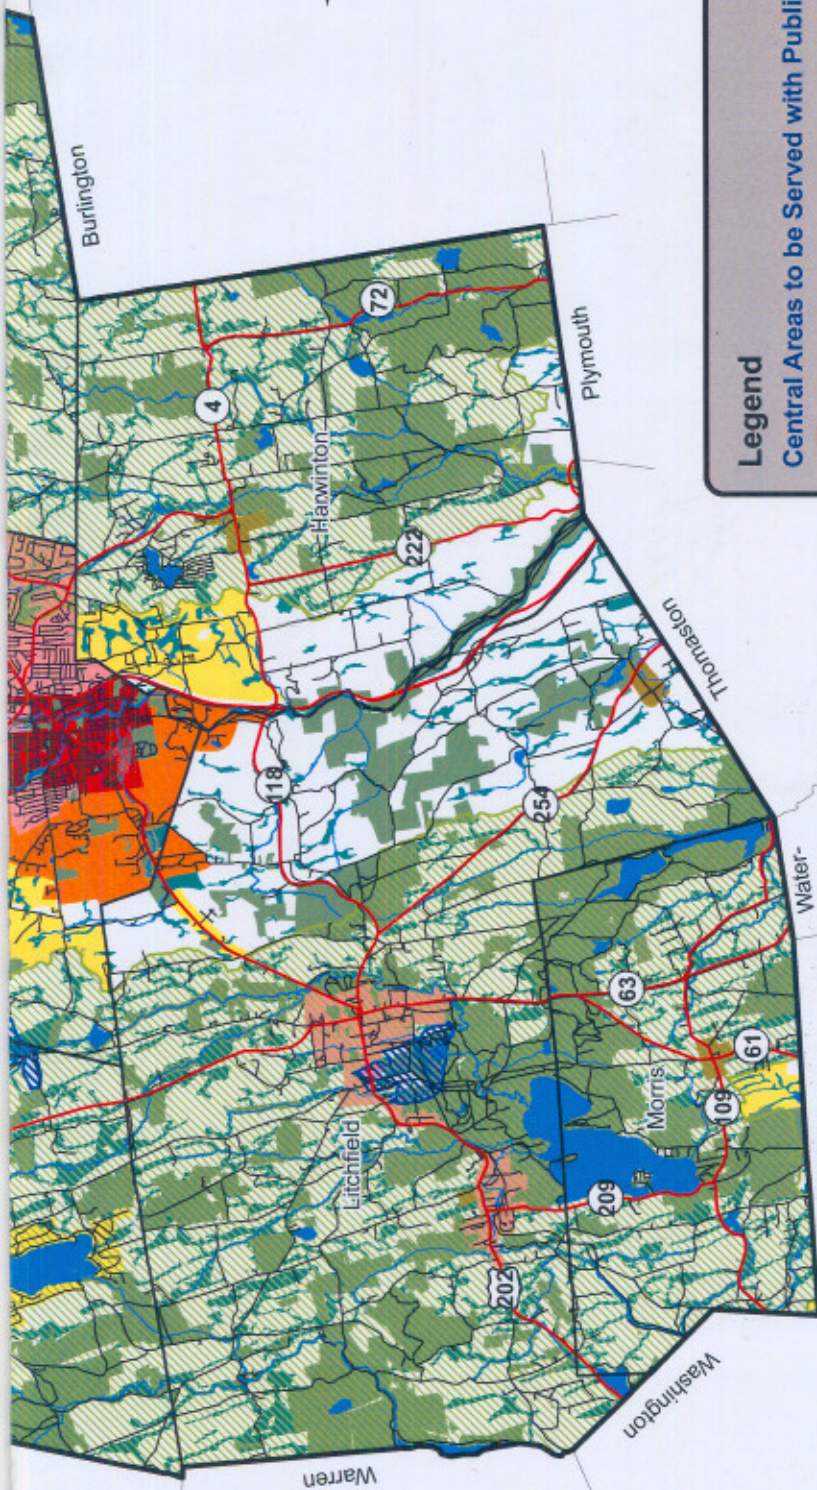 Burlington
72
4
Harwinton
Plymouth
222
Legend
Central Areas to be Served with Publi
Thomaston
118
254
Water-
63
61
Morris
109
Litchfield
209
202
Washington
Warren